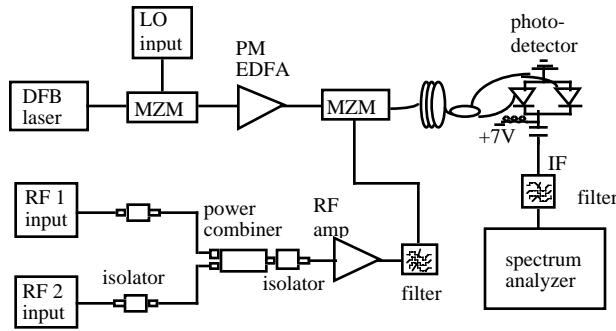 LO
input
PM
EDFA
photo-
detector
DFB
laser
MZM
MZM
+7V
IF
filter
RF 1
input
power
combiner
RF
amp
isolator
isolator
filter
RF 2
input
spectrum
analyzer